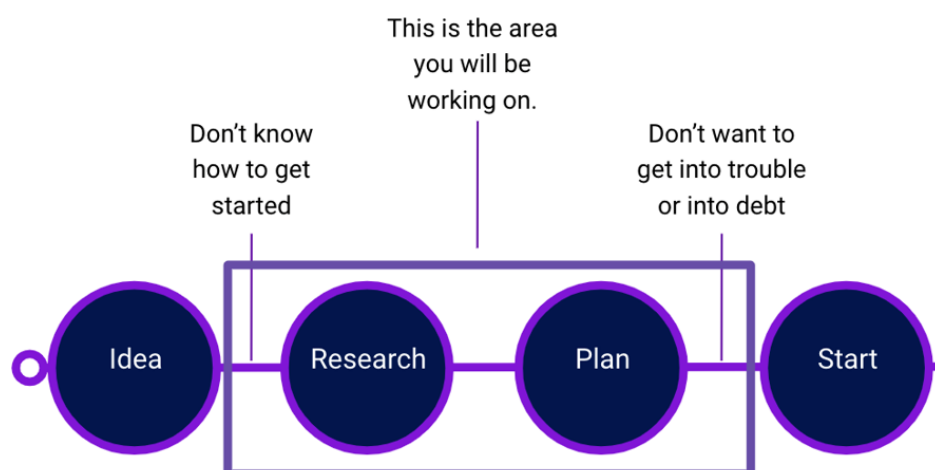 This is the area
you will be
working on.
Don’t know
how to get
started
Don’t want to
get into trouble
or into debt
Idea
Research
Plan
Start